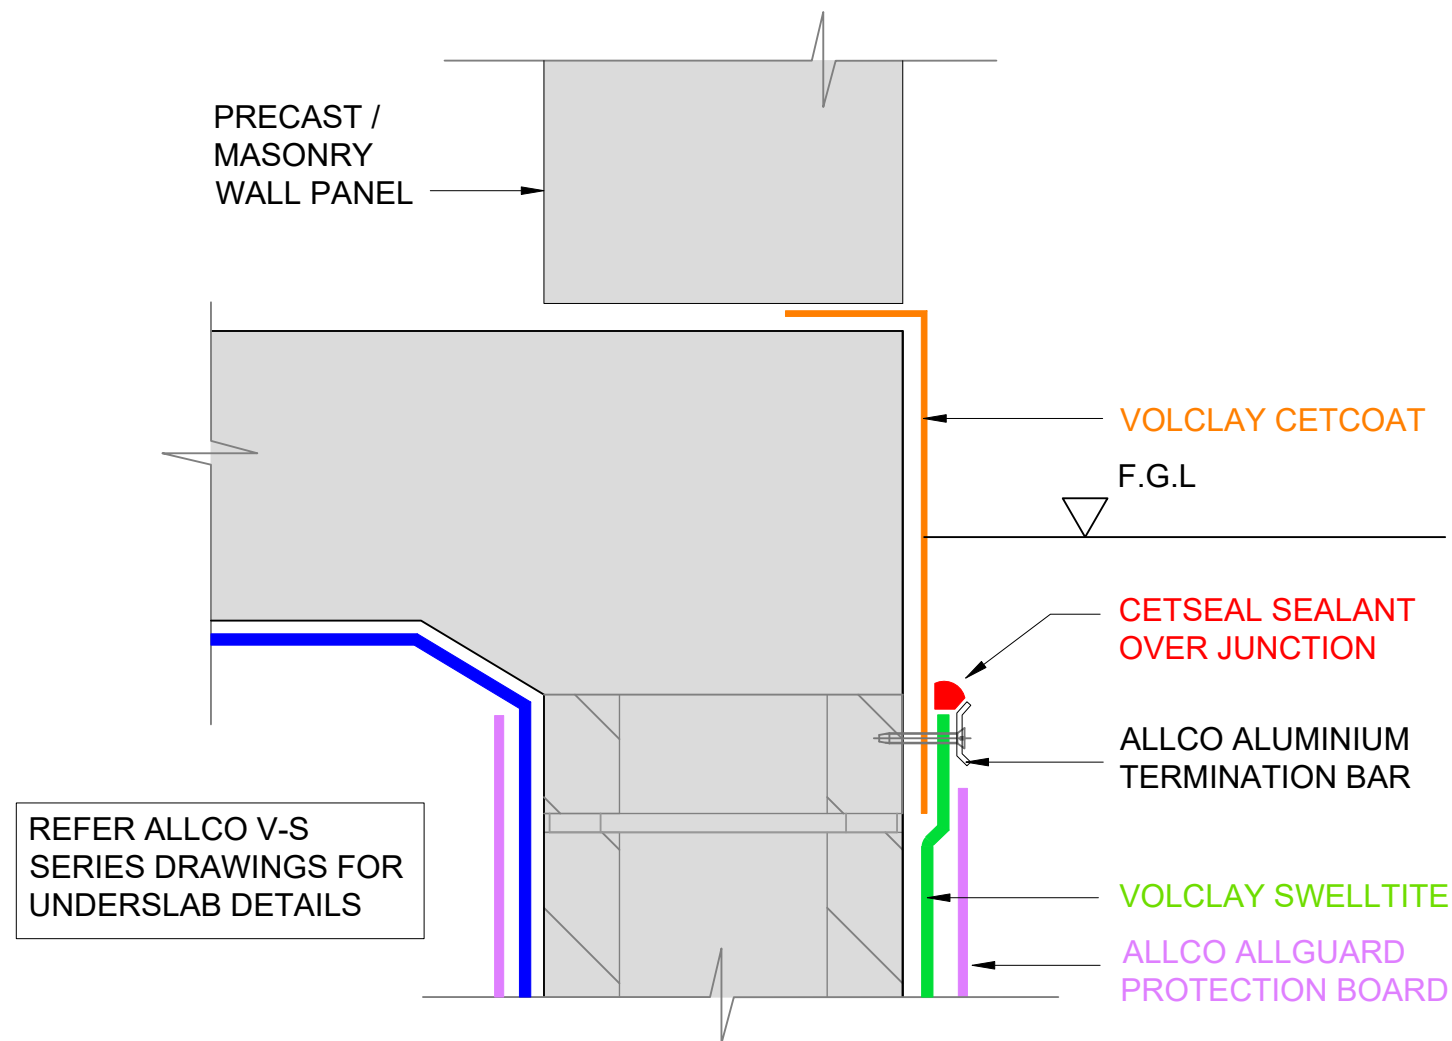 PRECAST /
MASONRY
WALL PANEL
VOLCLAY CETCOAT
F.G.L
CETSEAL SEALANT
OVER JUNCTION
ALLCO ALUMINIUM
TERMINATION BAR
REFER ALLCO V-S
SERIES DRAWINGS FOR
UNDERSLAB DETAILS
VOLCLAY SWELLTITE
ALLCO ALLGUARD
PROTECTION BOARD